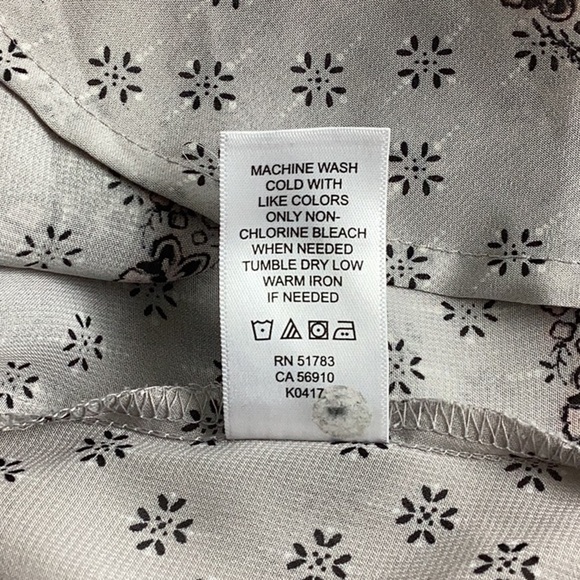 MACHINE WASH
COLD WITH
LIKE COLORS
ONLY NON-
CHLORINE BLEACH
WHEN NEEDED
TUMBLE DRY LOW
WARM IRON
IF NEEDED
RN 51783
CA 56910
K0417